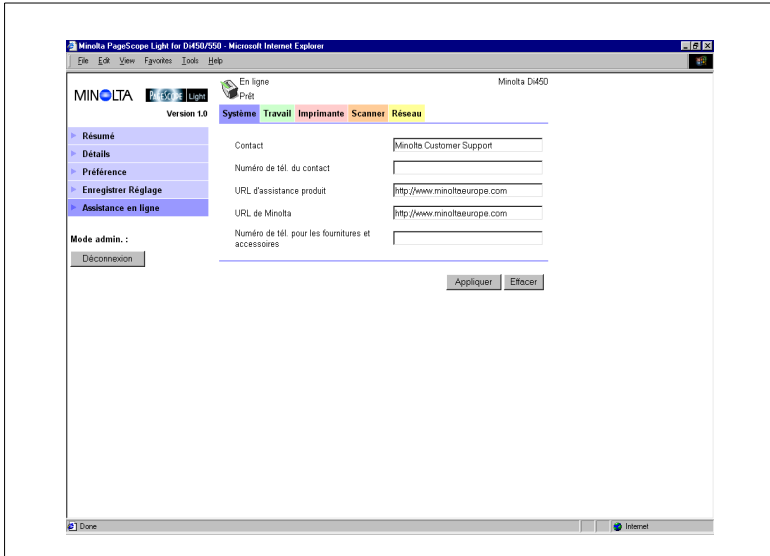 Minolta PageScope Light for Di450/550 - Microsoft Internet Explorer
File Edit View Favorites Tools Help
MINOLTA PAGESCOPE Light
Version 1.0
En ligne
Prêt
Minolta Di450
Système Travail Imprimante Scanner Réseau
Résumé
Détails
Préférence
Enregistrer Réglage
Assistance en ligne
Mode admin. :
Déconnexion
Contact Minolta Customer Support
Numéro de tél. du contact
URL d'assistance produit http://www.minoltaeurope.com
URL de Minolta http://www.minoltaeurope.com
Numéro de tél. pour les fournitures et
accessoires
Appliquer Effacer
Done Internet